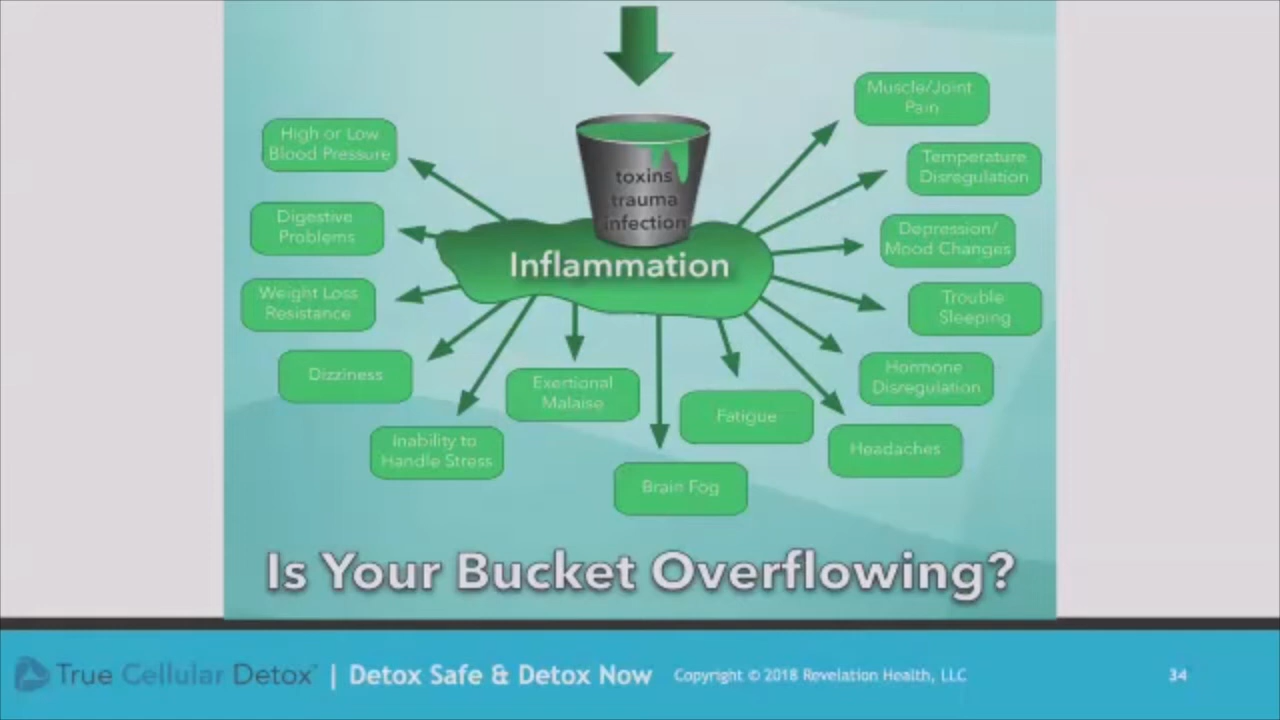 toxins
trauma
infection
Inflammation
High or Low
Blood Pressure
Digestive
Problems
Weight Loss
Resistance
Dizziness
Inability to
Handle Stress
Exertional
Malaise
Brain Fog
Fatigue
Headaches
Hormone
Disregulation
Trouble
Sleeping
Depression/
Mood Changes
Temperature
Disregulation
Muscle/Joint
Pain
Is Your Bucket Overflowing?
True Cellular Detox™ | Detox Safe & Detox Now Copyright © 2018 Revelation Health, LLC 34